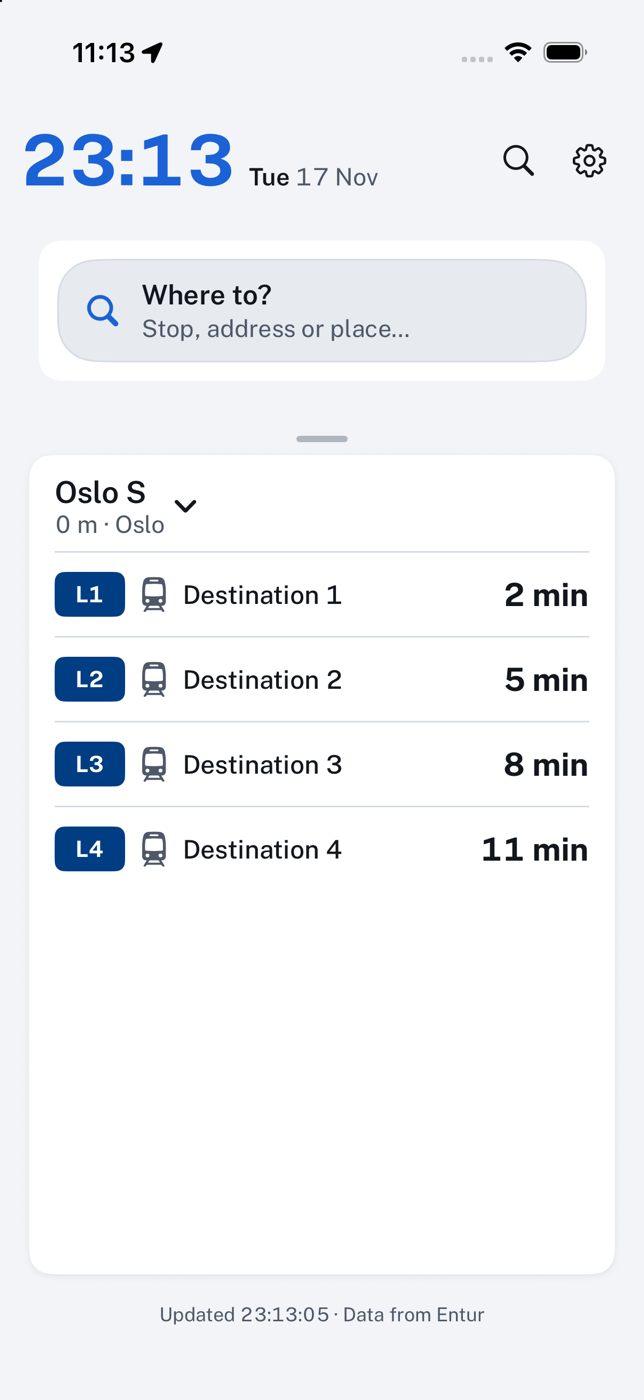 11:13
23:13 Tue 17 Nov
Where to?
Stop, address or place...
Oslo S
0 m · Oslo
L1 Destination 1 2 min
L2 Destination 2 5 min
L3 Destination 3 8 min
L4 Destination 4 11 min
Updated 23:13:05 · Data from Entur